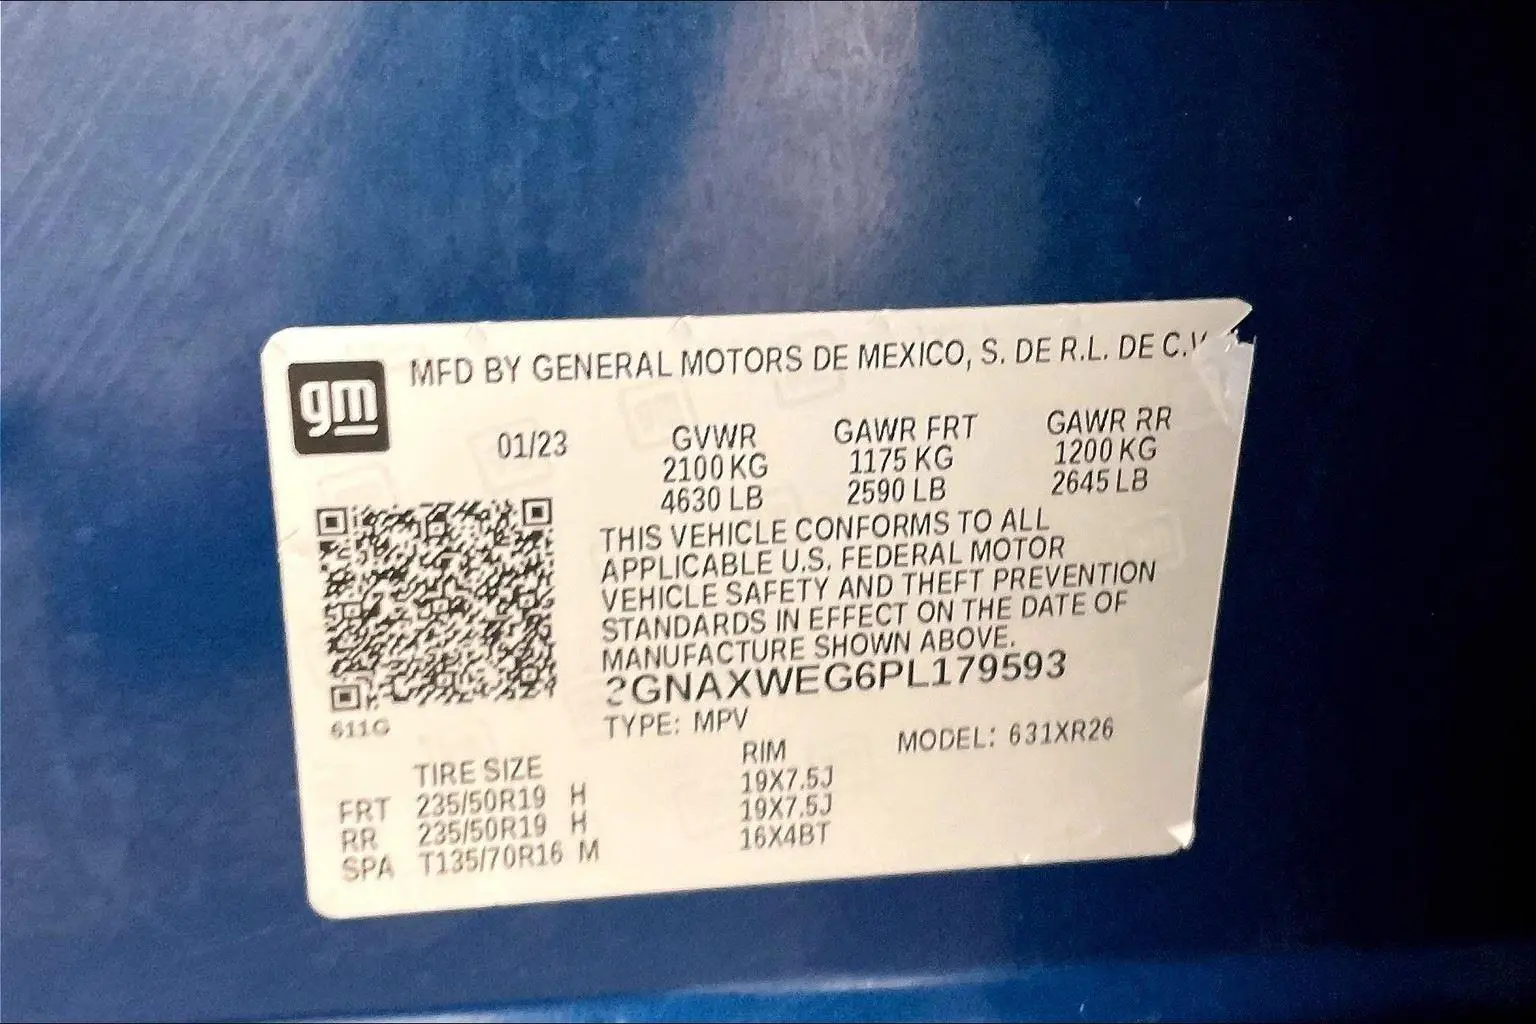 gm
MFD BY GENERAL MOTORS DE MEXICO, S. DE R.L. DE C.V
01/23
GVWR GAWR FRT GAWR RR
2100 KG 1175 KG 1200 KG
4630 LB 2590 LB 2645 LB
THIS VEHICLE CONFORMS TO ALL
APPLICABLE U.S. FEDERAL MOTOR
VEHICLE SAFETY AND THEFT PREVENTION
STANDARDS IN EFFECT ON THE DATE OF
MANUFACTURE SHOWN ABOVE.
3GNAXWEG6PL179593
611G
TYPE: MPV
MODEL: 631XR26
TIRE SIZE RIM
FRT 235/50R19 H 19X7.5J
RR 235/50R19 H 19X7.5J
SPA T135/70R16 M 16X4BT